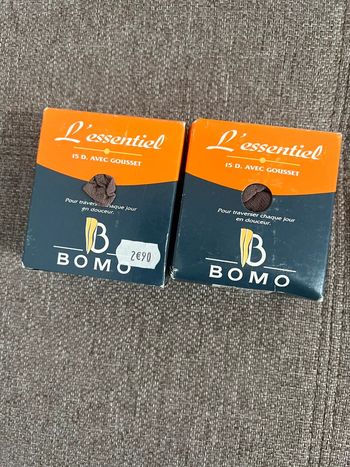 L'essentiel
15 D. AVEC GOUSSET
Pour traverser chaque jour
en douceur.
B
BOMO
2€90
L'essentiel
15 D. AVEC GOUSSET
Pour traverser chaque jour
en douceur.
B
BOMO